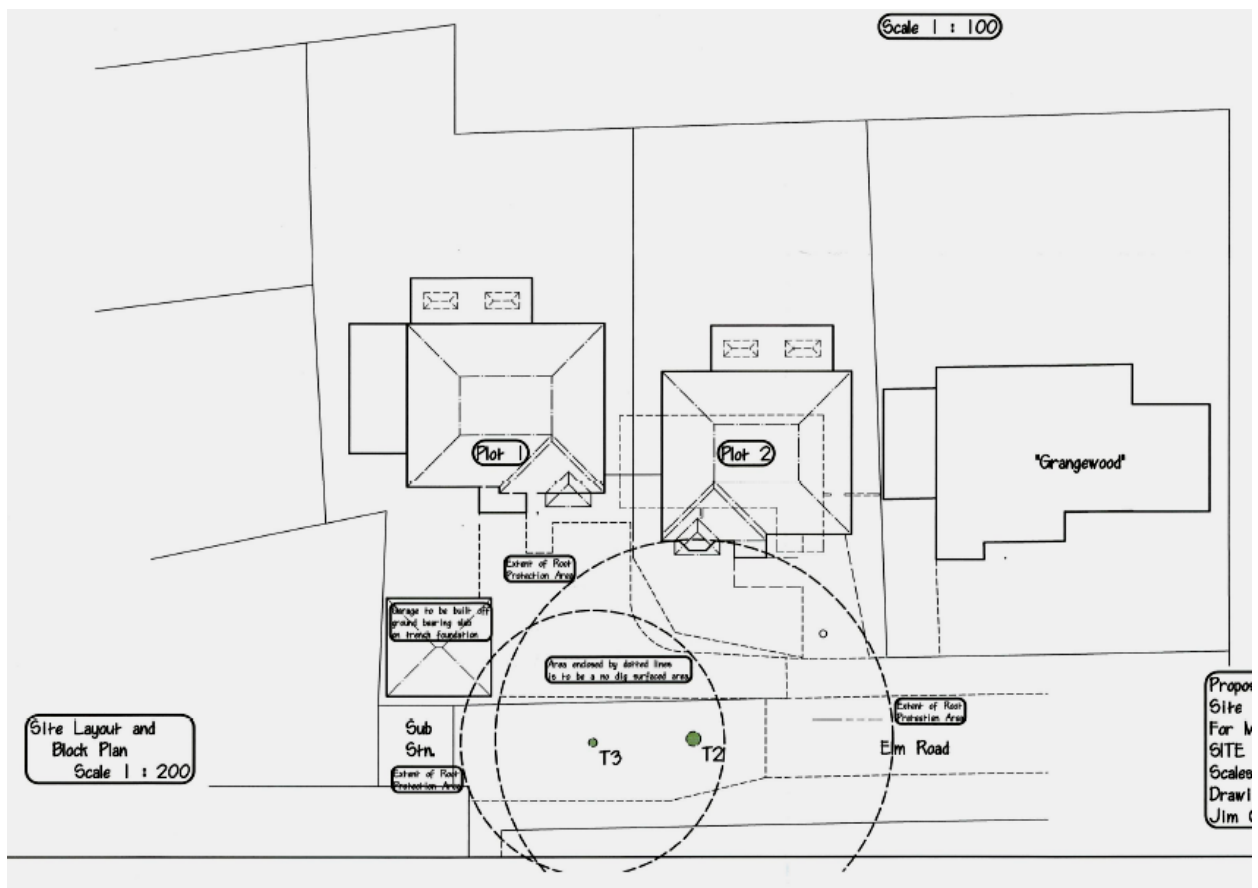 Scale 1 : 100
Plot 1
Plot 2
"Grangewood"
Extent of Root
Protection Area
Garage to be built off
ground bearing slab
on trench foundation
Area enclosed by dotted lines
is to be a no dig surfaced area
Extent of Root
Protection Area
Site Layout and
Block Plan
Scale 1 : 200
Sub
Stn.
T3
T2
Elm Road
Extent of Root
Protection Area
Site
For M
SITE
Scales
Drawi
Jim